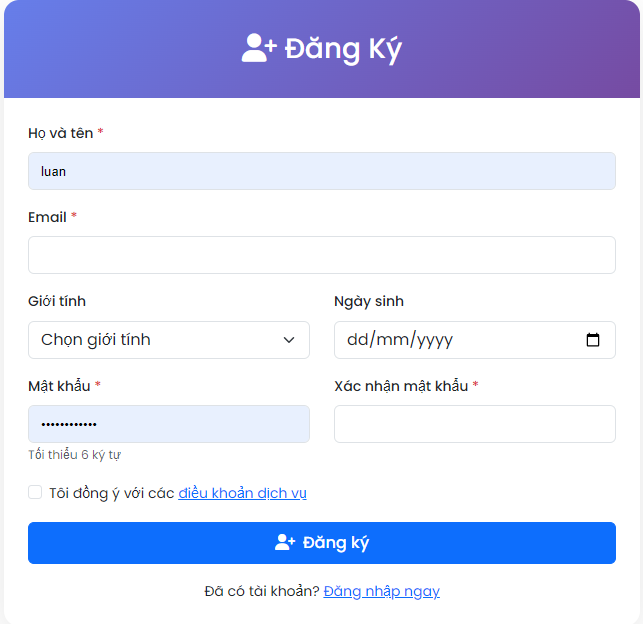 Đăng Ký
Họ và tên *
luan
Email *
Giới tính Ngày sinh
Chọn giới tính dd/mm/yyyy
Mật khẩu * Xác nhận mật khẩu *
••••••••••••
Tối thiểu 6 ký tự
Tôi đồng ý với các điều khoản dịch vụ
Đăng ký
Đã có tài khoản? Đăng nhập ngay